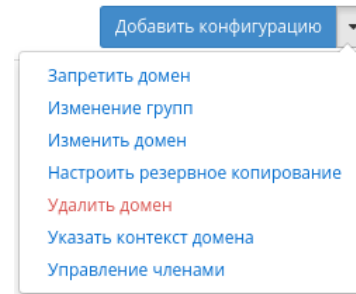 Добавить конфигурацию
Запретить домен
Изменение групп
Изменить домен
Настроить резервное копирование
Удалить домен
Указать контекст домена
Управление членами